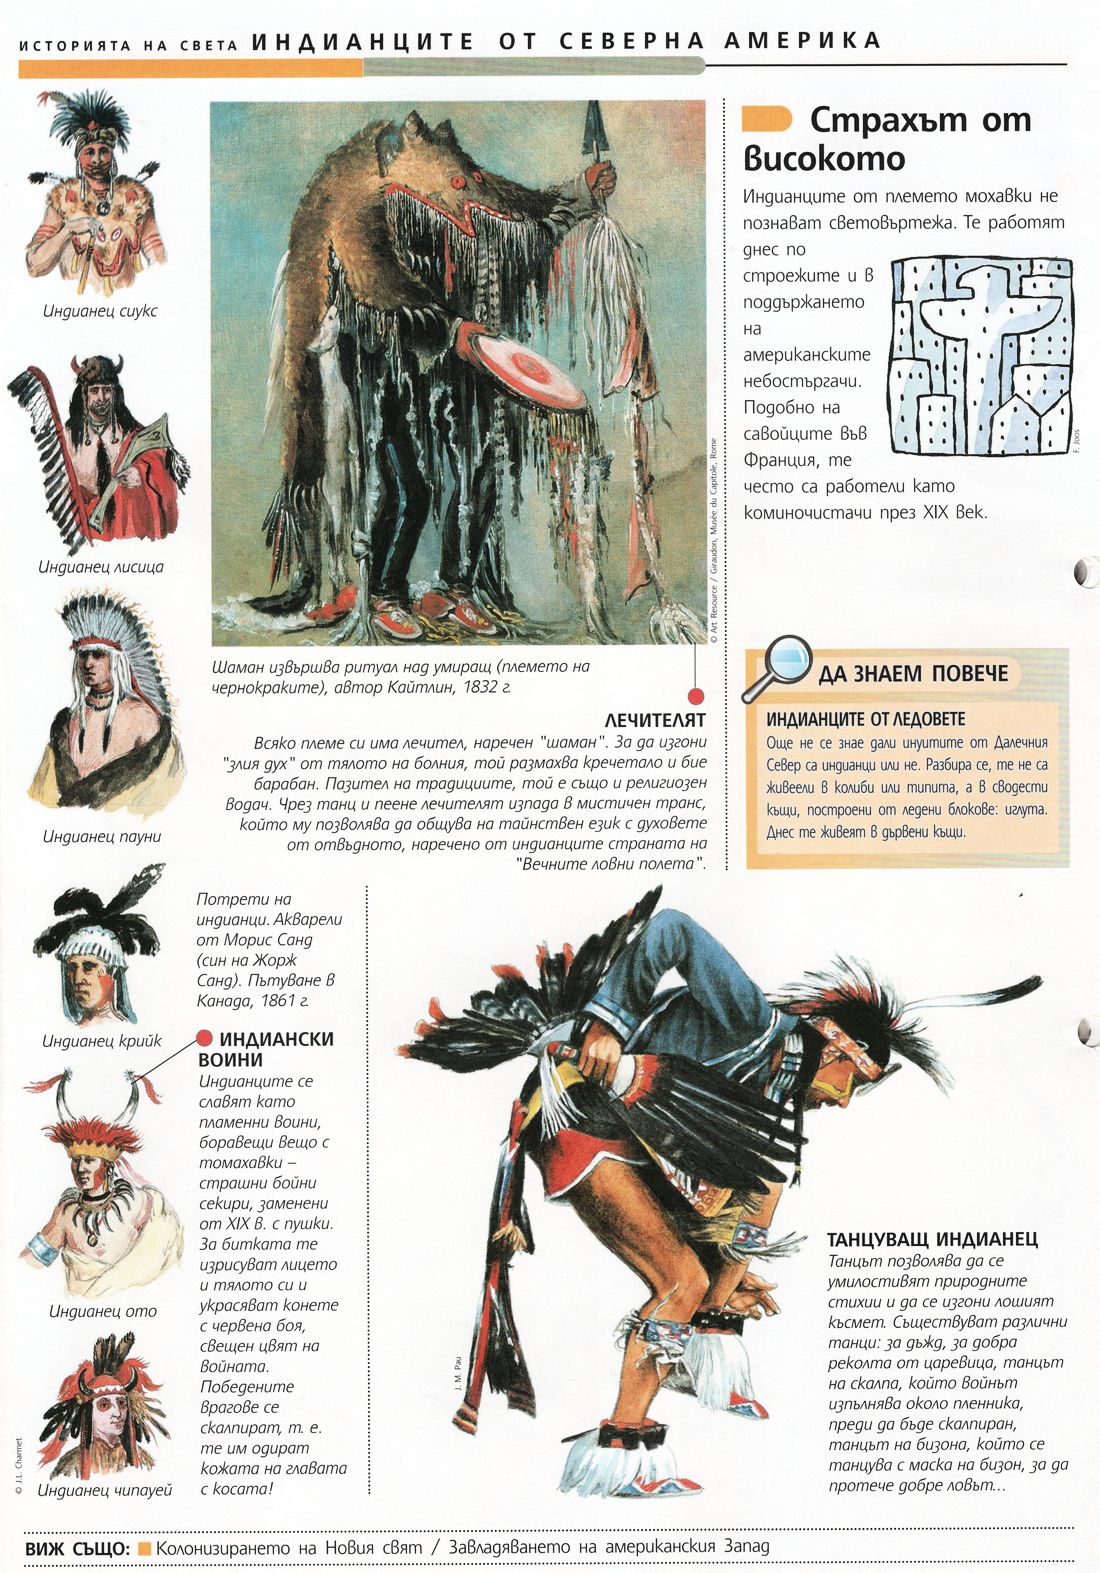 ИСТОРИЯТА НА СВЕТА ИНДИАНЦИТЕ ОТ СЕВЕРНА АМЕРИКА
Индианец сиукс
Индианец лисица
Индианец пауни
Индианец крийк
Индианец ото
Индианец чипауей
© J.L. Charmet
© Art Resource / Giraudon, Musée du Capitole, Rome
Шаман извършва ритуал над умиращ (племето на
чернокраките), автор Кайтлин, 1832 г.
ЛЕЧИТЕЛЯТ
Всяко племе си има лечител, наречен "шаман". За да изгони
"злия дух" от тялото на болния, той размахва кречетало и бие
барабан. Пазител на традициите, той е също и религиозен
водач. Чрез танц и пеене лечителят изпада в мистичен транс,
който му позволява да общува на тайнствен език с духовете
от отвъдното, наречено от индианците страната на
"Вечните ловни полета".
Страхът от
високото
Индианците от племето мохавки не
познават световъртежа. Те работят
днес по
строежите и в
поддържането
на
американските
небостъргачи.
Подобно на
савойците във
Франция, те
често са работели като
коминочистачи през XIX век.
F. Joos
ДА ЗНАЕМ ПОВЕЧЕ
ИНДИАНЦИТЕ ОТ ЛЕДОВЕТЕ
Още не се знае дали инуитите от Далечния
Север са индианци или не. Разбира се, те не са
живеели в колиби или типита, а в сводести
къщи, построени от ледени блокове: иглута.
Днес те живеят в дървени къщи.
Потрети на
индианци. Акварели
от Морис Санд
(син на Жорж
Санд). Пътуване в
Канада, 1861 г.
ИНДИАНСКИ
ВОИНИ
Индианците се
славят като
пламенни воини,
боравещи вещо с
томахавки –
страшни бойни
секири, заменени
от XIX в. с пушки.
За битката те
изрисуват лицето
и тялото си и
украсяват конете
с червена боя,
свещен цвят на
войната.
Победените
врагове се
скалпират, т. е.
те им одират
кожата на главата
с косата!
J. M. Pau
ТАНЦУВАЩ ИНДИАНЕЦ
Танцът позволява да се
умилостивят природните
стихии и да се изгони лошият
късмет. Съществуват различни
танци: за дъжд, за добра
реколта от царевица, танцът
на скалпа, който войнът
изпълнява около пленника,
преди да бъде скалпиран,
танцът на бизона, който се
танцува с маска на бизон, за да
протече добре ловът...
ВИЖ СЪЩО: Колонизирането на Новия свят / Завладяването на американския Запад